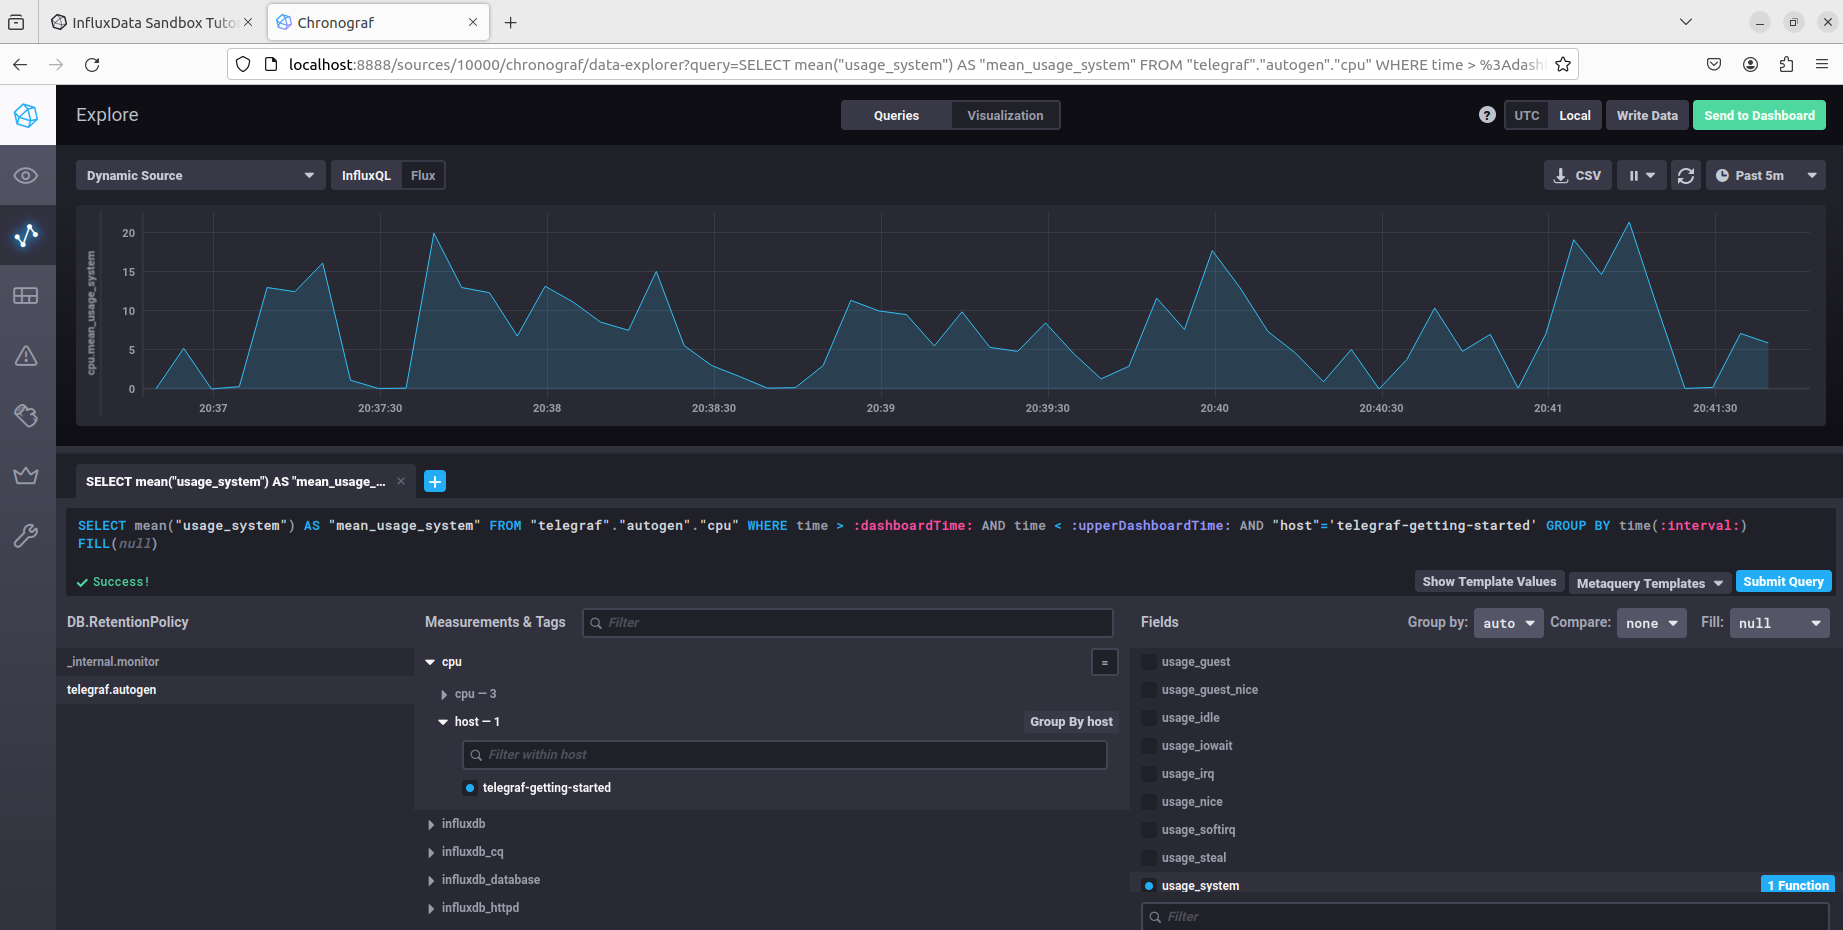 InfluxData Sandbox Tuto
Chronograf
localhost:8888/sources/10000/chronograf/data-explorer?query=SELECT mean("usage_system") AS "mean_usage_system" FROM "telegraf"."autogen"."cpu" WHERE time > %3Adash
Explore
Queries
Visualization
?
UTC
Local
Write Data
Send to Dashboard
Dynamic Source
InfluxQL
Flux
CSV
Past 5m
cpu.mean_usage_system
20
15
10
5
0
20:37
20:37:30
20:38
20:38:30
20:39
20:39:30
20:40
20:40:30
20:41
20:41:30
SELECT mean("usage_system") AS "mean_usage_...
SELECT mean("usage_system") AS "mean_usage_system" FROM "telegraf"."autogen"."cpu" WHERE time > :dashboardTime: AND time < :upperDashboardTime: AND "host"='telegraf-getting-started' GROUP BY time(:interval:)
FILL(null)
Success!
Show Template Values
Metaquery Templates
Submit Query
DB.RetentionPolicy
Measurements & Tags
Filter
Fields
Group by:
auto
Compare:
none
Fill:
null
_internal.monitor
telegraf.autogen
cpu
=
cpu — 3
host — 1
Group By host
Filter within host
telegraf-getting-started
influxdb
influxdb_cq
influxdb_database
influxdb_httpd
usage_guest
usage_guest_nice
usage_idle
usage_iowait
usage_irq
usage_nice
usage_softirq
usage_steal
usage_system
1 Function
Filter